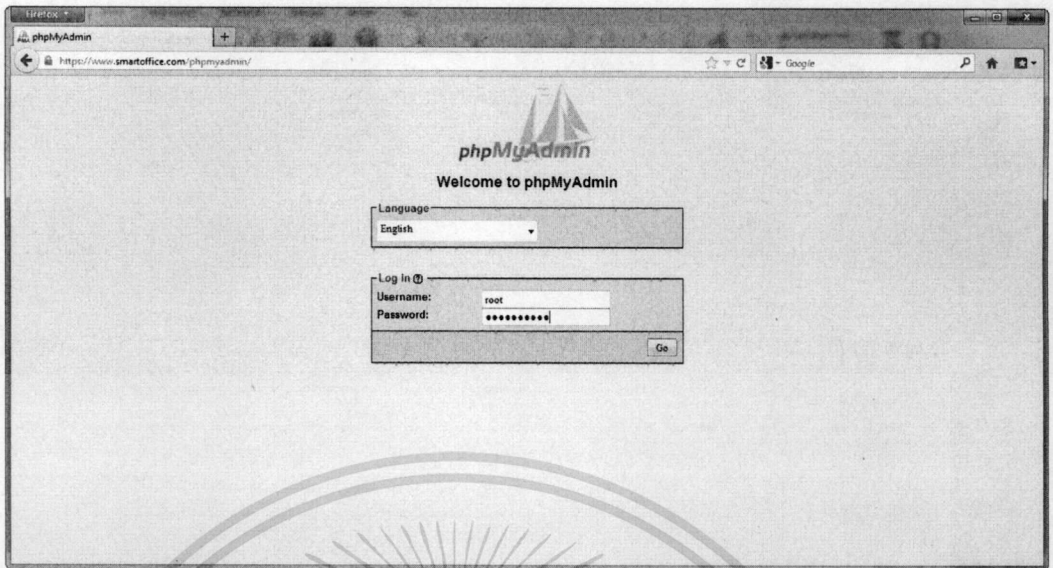 Firefox
phpMyAdmin
+
https://www.smartoffice.com/phpmyadmin/
Google
phpMyAdmin
Welcome to phpMyAdmin
Language
English
Log in
Username:
root
Password:
••••••••••
Go